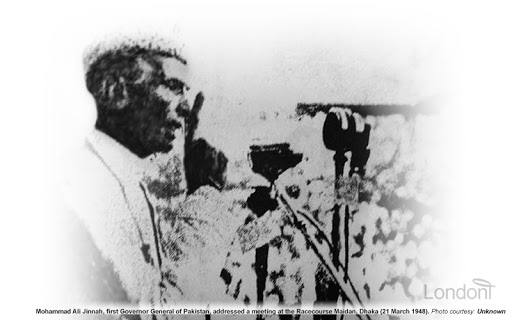 Londoni
Mohammad Ali Jinnah, first Governor General of Pakistan, addressed a meeting at the Racecourse Maidan, Dhaka (21 March 1948). Photo courtesy: Unknown